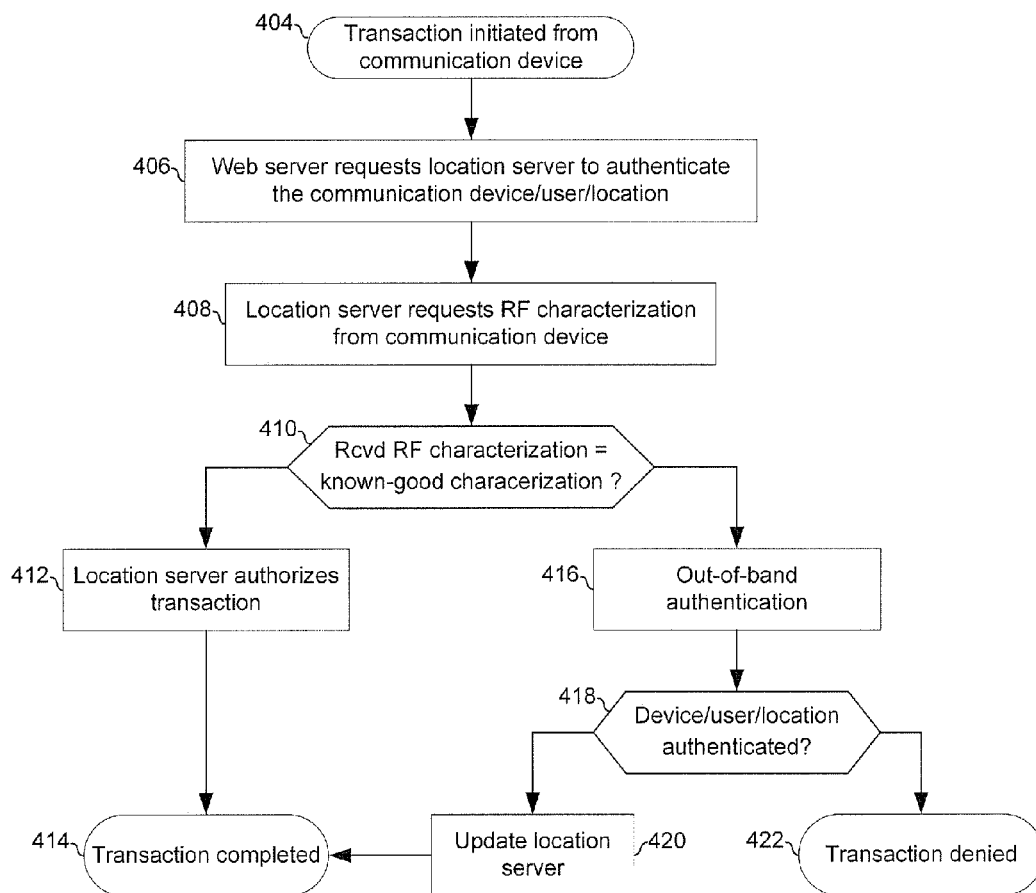 404
Transaction initiated from
communication device
406
Web server requests location server to authenticate
the communication device/user/location
408
Location server requests RF characterization
from communication device
410
Rcvd RF characterization =
known-good characerization ?
412
Location server authorizes
transaction
416
Out-of-band
authentication
418
Device/user/location
authenticated?
414
Transaction completed
Update location
server
420
422
Transaction denied